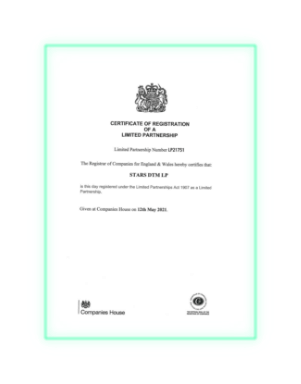 CERTIFICATE OF REGISTRATION
OF A
LIMITED PARTNERSHIP
Limited Partnership Number LP21751
The Registrar of Companies for England & Wales hereby certifies that
STARS DTM LP
is this day registered under the Limited Partnerships Act 1907 as a Limited
Partnership.
Given at Companies House on 12th May 2021.
Companies House